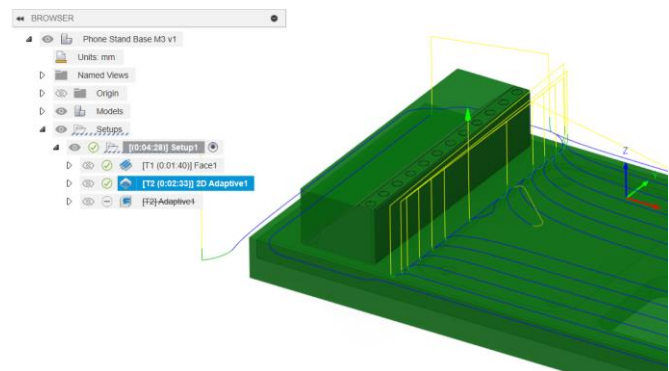 BROWSER
Phone Stand Base M3 v1
Units: mm
Named Views
Origin
Models
Setups
[(0:04:28)] Setup1
[T1 (0:01:40)] Face1
[T2 (0:02:33)] 2D Adaptive1
[T2] Adaptive1
Z